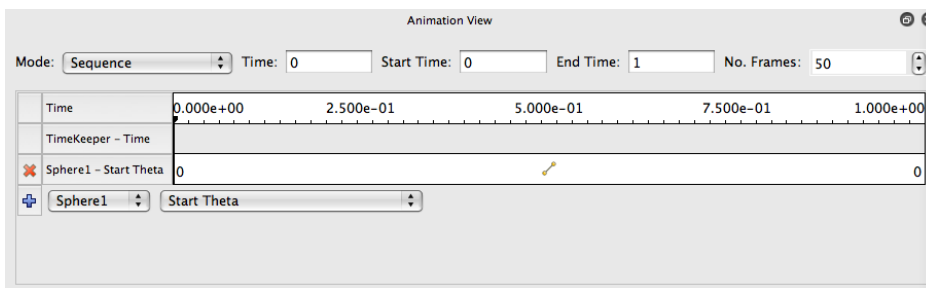 Animation View
Mode: Sequence Time: 0 Start Time: 0 End Time: 1 No. Frames: 50
Time 0.000e+00 2.500e-01 5.000e-01 7.500e-01 1.000e+00
TimeKeeper - Time
Sphere1 - Start Theta 0 0
Sphere1 Start Theta